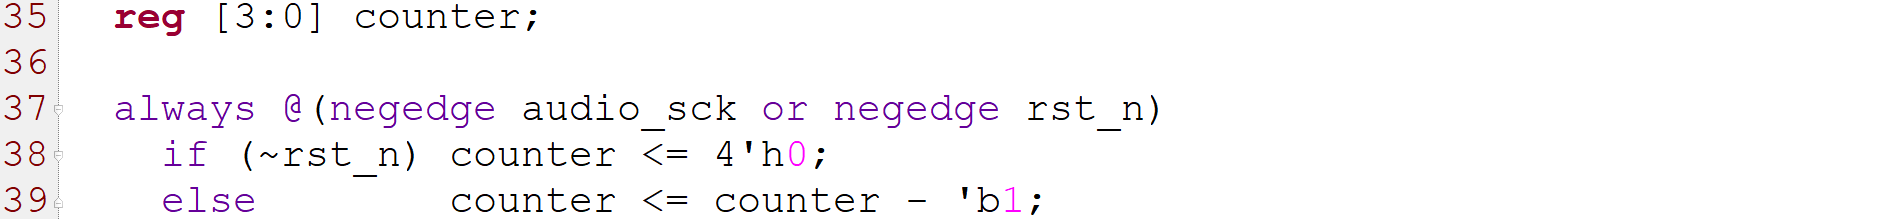 35 reg [3:0] counter;
36
37 always @(negedge audio_sck or negedge rst_n)
38 if (~rst_n) counter <= 4'h0;
39 else counter <= counter - 'b1;